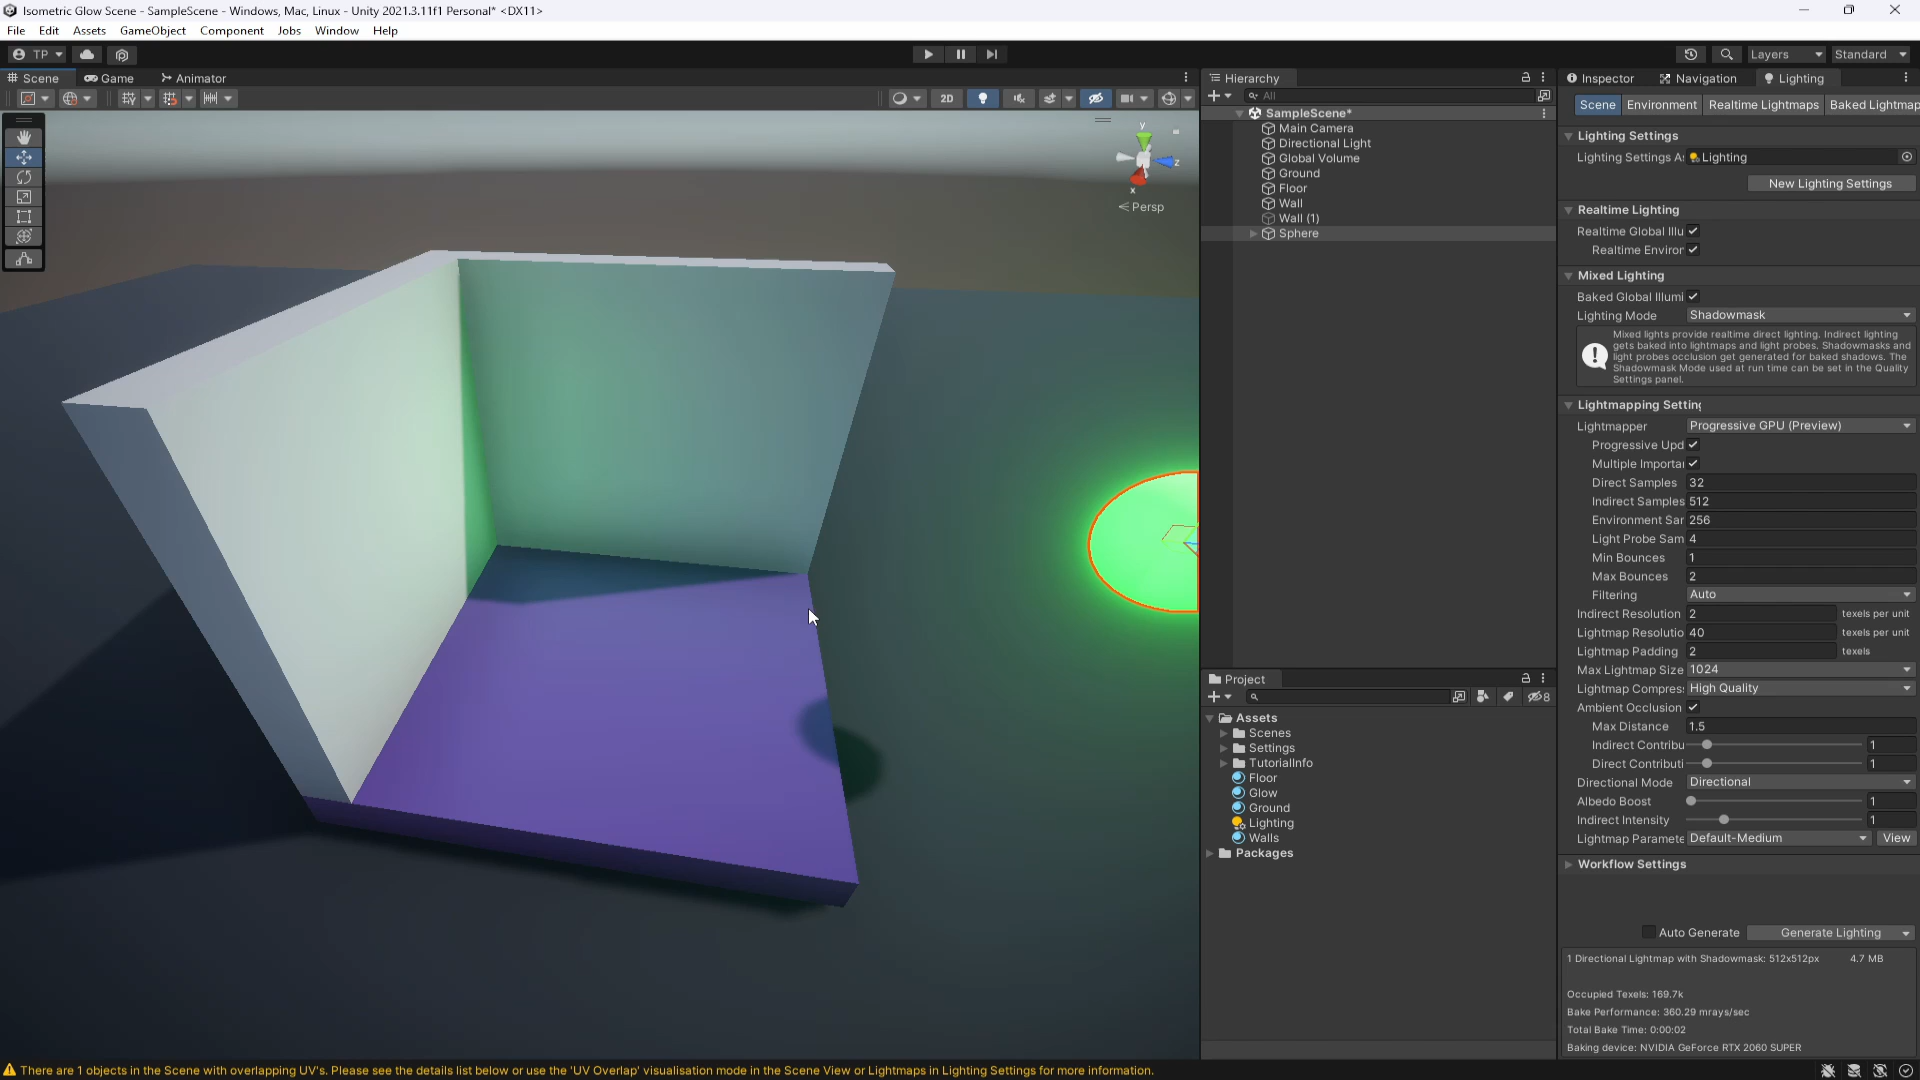 Isometric Glow Scene - SampleScene - Windows, Mac, Linux - Unity 2021.3.11f1 Personal* <DX11>
File Edit Assets GameObject Component Jobs Window Help
TP Layers Standard
Scene Game Animator
2D
y
z
x
Persp
Hierarchy
All
SampleScene*
Main Camera
Directional Light
Global Volume
Ground
Floor
Wall
Wall (1)
Sphere
Project
8
Assets
Scenes
Settings
TutorialInfo
Floor
Glow
Ground
Lighting
Walls
Packages
Inspector Navigation Lighting
Scene Environment Realtime Lightmaps Baked Lightmap
Lighting Settings
Lighting Settings A Lighting
New Lighting Settings
Realtime Lighting
Realtime Global Illu
Realtime Enviror
Mixed Lighting
Baked Global Illumi
Lighting Mode Shadowmask
Mixed lights provide realtime direct lighting. Indirect lighting
gets baked into lightmaps and light probes. Shadowmasks and
light probes occlusion get generated for baked shadows. The
Shadowmask Mode used at run time can be set in the Quality
Settings panel.
Lightmapping Setting
Lightmapper Progressive GPU (Preview)
Progressive Upd
Multiple Importar
Direct Samples 32
Indirect Samples 512
Environment Sar 256
Light Probe Sam 4
Min Bounces 1
Max Bounces 2
Filtering Auto
Indirect Resolution 2 texels per unit
Lightmap Resolutio 40 texels per unit
Lightmap Padding 2 texels
Max Lightmap Size 1024
Lightmap Compres High Quality
Ambient Occlusion
Max Distance 1.5
Indirect Contribu 1
Direct Contributi 1
Directional Mode Directional
Albedo Boost 1
Indirect Intensity 1
Lightmap Paramete Default-Medium View
Workflow Settings
Auto Generate Generate Lighting
1 Directional Lightmap with Shadowmask: 512x512px 4.7 MB
Occupied Texels: 169.7k
Bake Performance: 360.29 mrays/sec
Total Bake Time: 0:00:02
Baking device: NVIDIA GeForce RTX 2060 SUPER
There are 1 objects in the Scene with overlapping UV's. Please see the details list below or use the 'UV Overlap' visualisation mode in the Scene View or Lightmaps in Lighting Settings for more information.